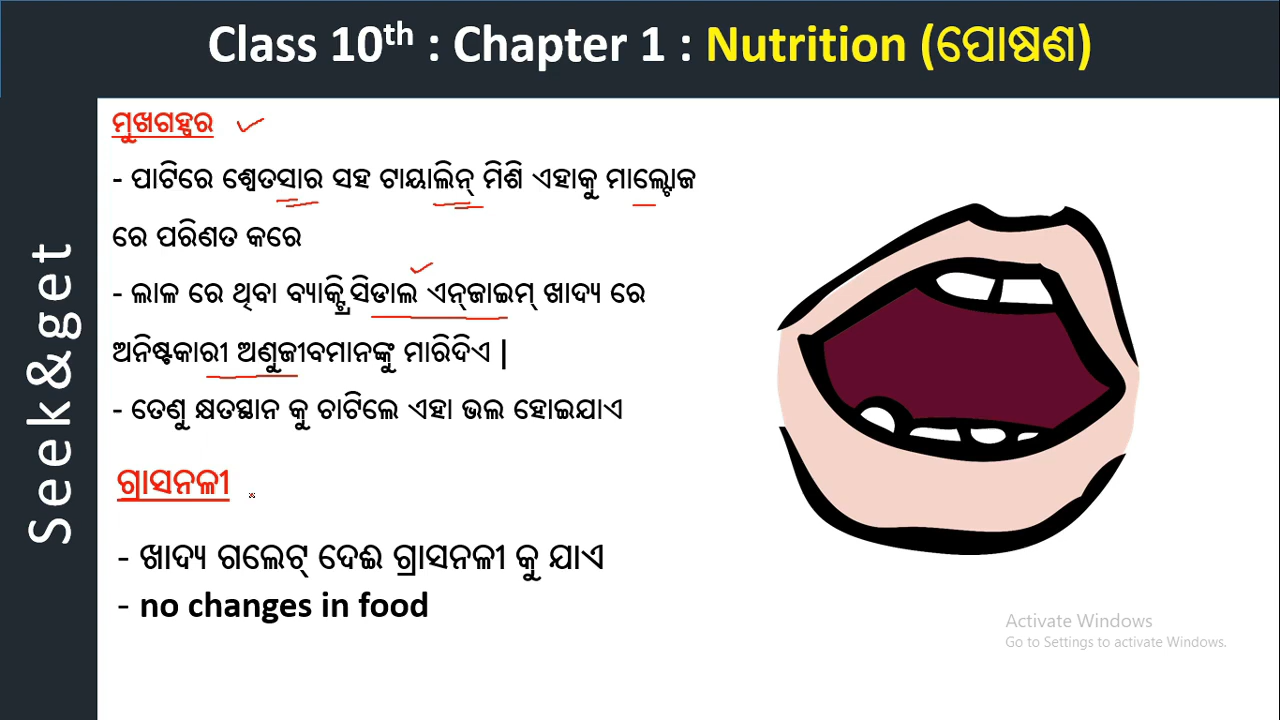 Class 10th : Chapter 1 : Nutrition (ପୋଷଣ)
Seek&get
ମୁଖଗହ୍ୱର
- ପାଟିରେ ଶ୍ୱେତସାର ସହ ଟାୟାଲିନ୍ ମିଶି ଏହାକୁ ମାଲ୍ଟୋଜ
ରେ ପରିଣତ କରେ
- ଲାଳ ରେ ଥିବା ବ୍ୟାକ୍ଟ୍ରିସିଡାଲ ଏନ୍‌ଜାଇମ୍ ଖାଦ୍ୟ ରେ
ଅନିଷ୍ଟକାରୀ ଅଣୁଜୀବମାନଙ୍କୁ ମାରିଦିଏ |
- ତେଣୁ କ୍ଷତସ୍ଥାନ କୁ ଚାଟିଲେ ଏହା ଭଲ ହୋଇଯାଏ
ଗ୍ରାସନଳୀ
- ଖାଦ୍ୟ ଗଲେଟ୍ ଦେଈ ଗ୍ରାସନଳୀ କୁ ଯାଏ
- no changes in food
Activate Windows
Go to Settings to activate Windows.